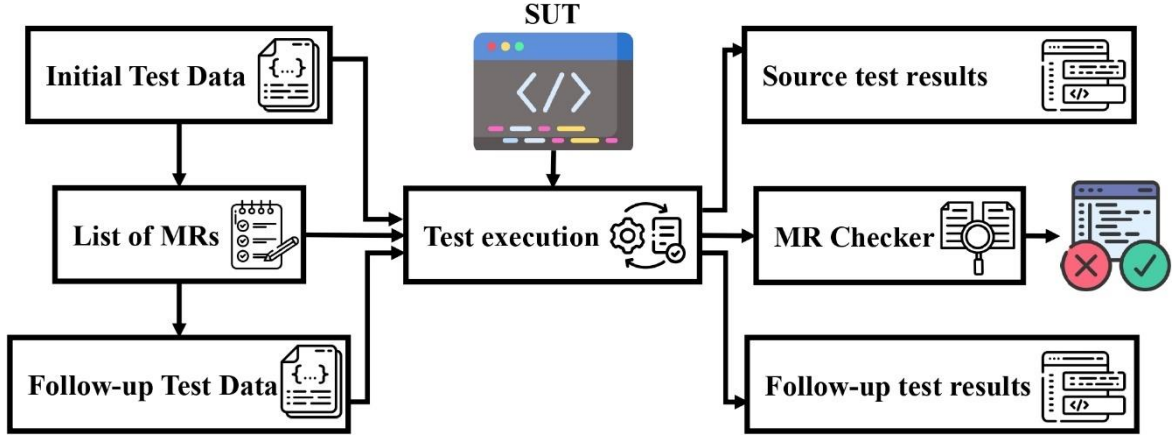 SUT
Initial Test Data
{...}
</>
Source test results
</>
List of MRs
Test execution
MR Checker
Follow-up Test Data
{...}
Follow-up test results
</>